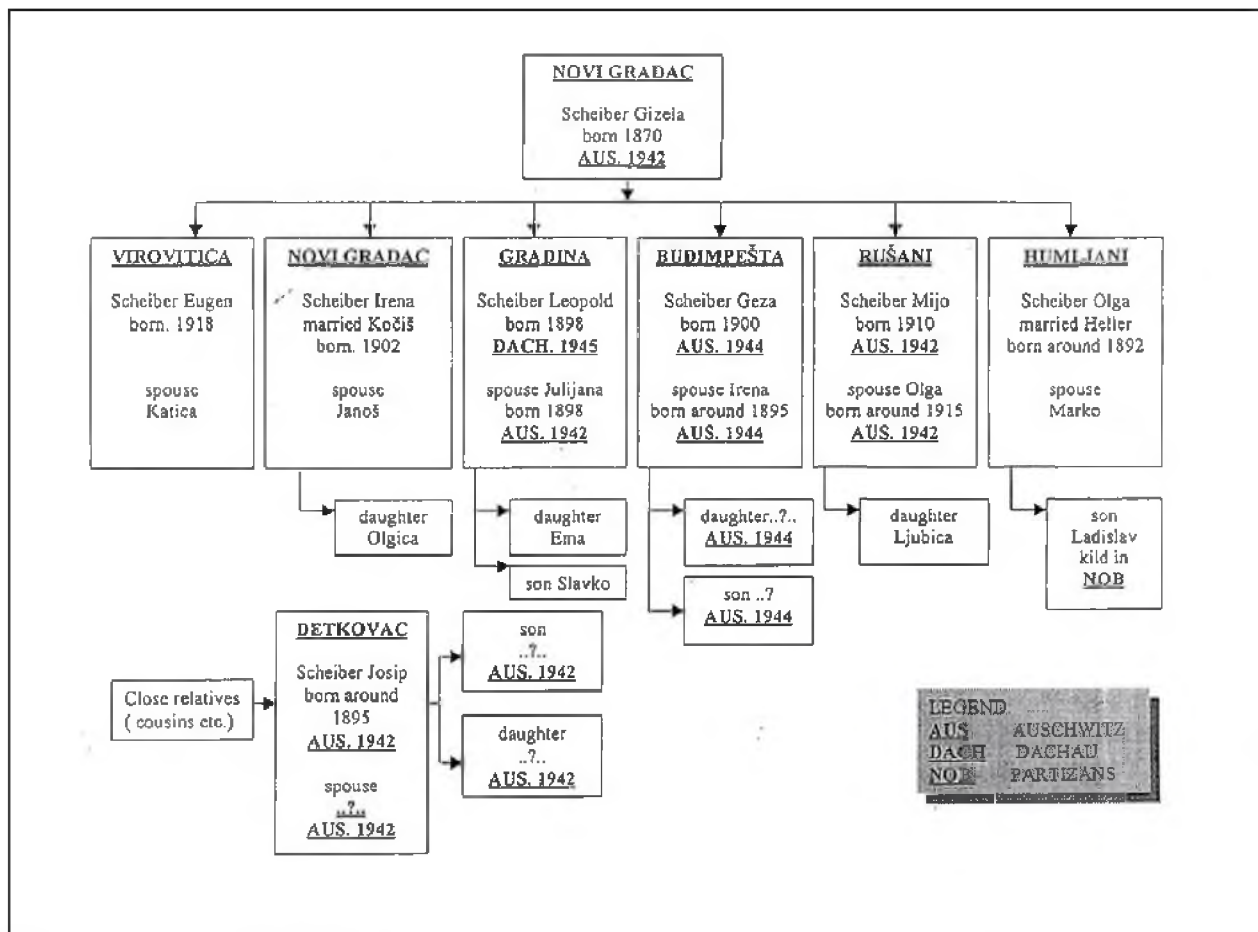 NOVI GRADAC
Scheiber Gizela
born 1870
AUS. 1942
VIROVITICA
Scheiber Eugen
born. 1918
spouse
Katica
NOVI GRADAC
Scheiber Irena
married Kočiš
born. 1902
spouse
Janoš
GRADINA
Scheiber Leopold
born 1898
DACH. 1945
spouse Julijana
born 1898
AUS. 1942
BUDIMPEŠTA
Scheiber Geza
born 1900
AUS. 1944
spouse Irena
born around 1895
AUS. 1944
RUŠANI
Scheiber Mijo
born 1910
AUS. 1942
spouse Olga
born around 1915
AUS. 1942
HUMLJANI
Scheiber Olga
married Heller
born around 1892
spouse
Marko
daughter
Olgica
daughter
Ema
son Slavko
daughter..?..
AUS. 1944
son ..?
AUS. 1944
daughter
Ljubica
son
Ladislav
kild in
NOB
Close relatives
( cousins etc.)
DETKOVAC
Scheiber Josip
born around
1895
AUS. 1942
spouse
..?..
AUS. 1942
son
..?..
AUS. 1942
daughter
..?..
AUS. 1942
LEGEND
AUS AUSCHWITZ
DACH DACHAU
NOB PARTIZANS